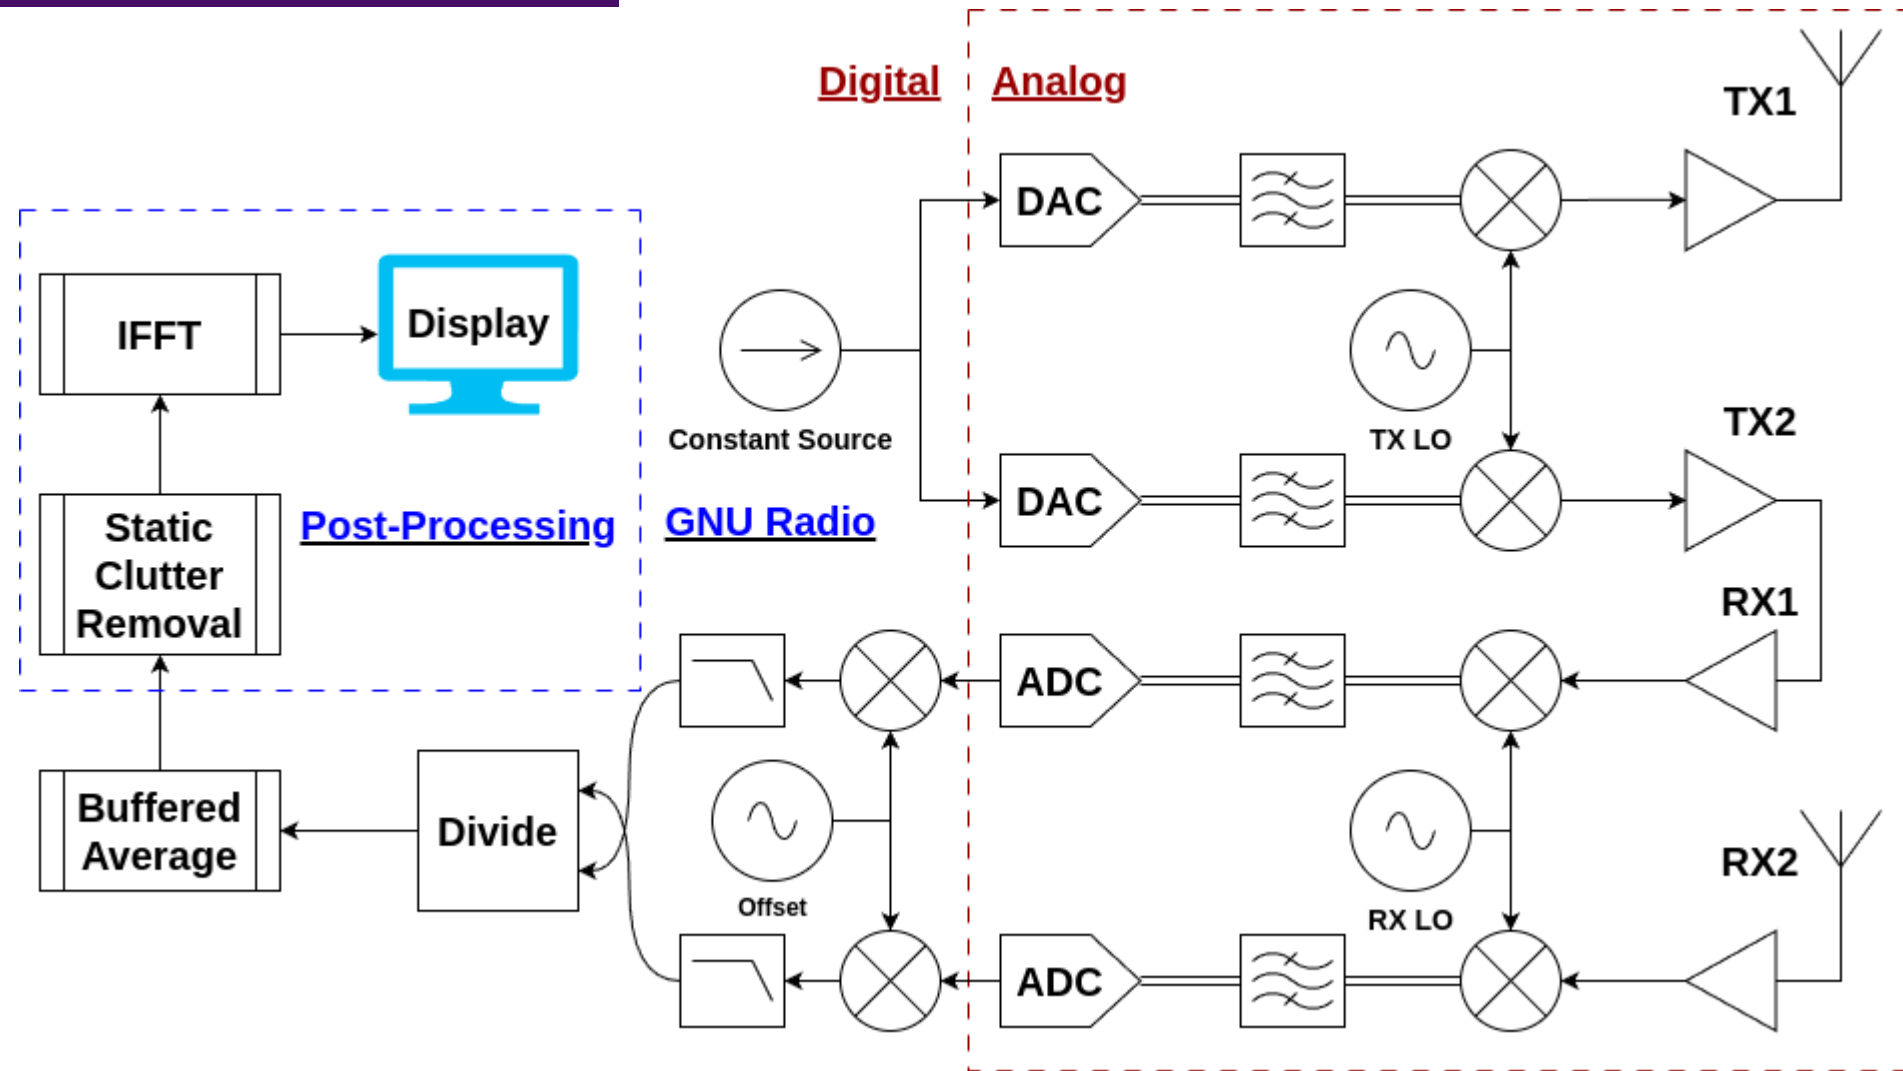 Digital
Analog
TX1
DAC
IFFT
Display
Constant Source
TX LO
TX2
Static
Clutter
Removal
Post-Processing
GNU Radio
DAC
RX1
ADC
Buffered
Average
Divide
Offset
RX LO
RX2
ADC